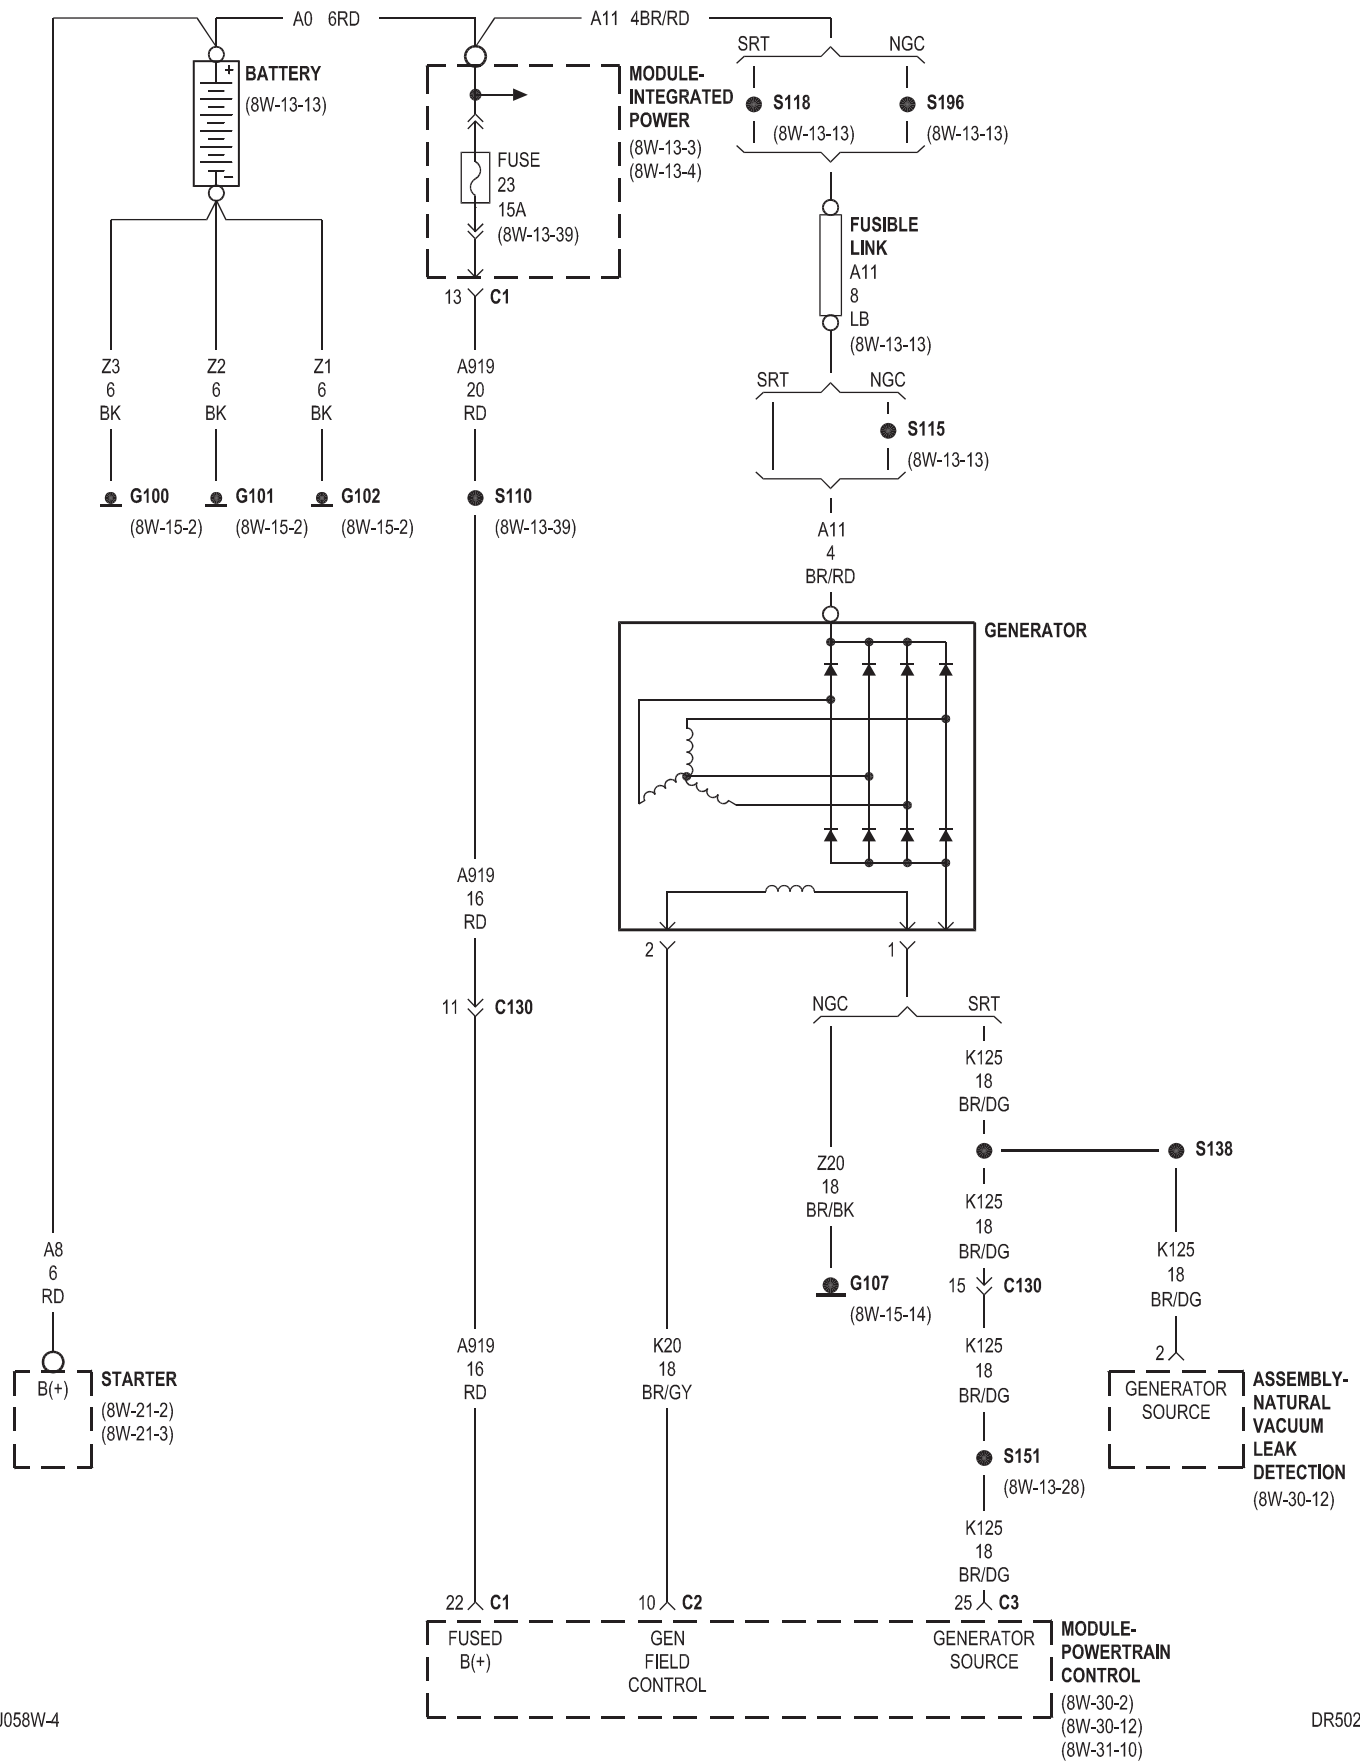 A0 6RD
A11 4BR/RD
SRT
NGC
+
BATTERY
(8W-13-13)
–
MODULE-
INTEGRATED
POWER
(8W-13-3)
(8W-13-4)
S118
(8W-13-13)
S196
(8W-13-13)
FUSE
23
15A
(8W-13-39)
FUSIBLE
LINK
A11
8
LB
(8W-13-13)
13
C1
Z3
6
BK
Z2
6
BK
Z1
6
BK
A919
20
RD
SRT
NGC
S115
(8W-13-13)
G100
(8W-15-2)
G101
(8W-15-2)
G102
(8W-15-2)
S110
(8W-13-39)
A11
4
BR/RD
GENERATOR
A919
16
RD
2
1
11
C130
NGC
SRT
K125
18
BR/DG
S138
Z20
18
BR/BK
K125
18
BR/DG
A8
6
RD
K125
18
BR/DG
G107
(8W-15-14)
15
C130
A919
16
RD
K20
18
BR/GY
K125
18
BR/DG
2
B(+)
STARTER
(8W-21-2)
(8W-21-3)
GENERATOR
SOURCE
ASSEMBLY-
NATURAL
VACUUM
LEAK
DETECTION
(8W-30-12)
S151
(8W-13-28)
K125
18
BR/DG
22
C1
10
C2
25
C3
FUSED
B(+)
GEN
FIELD
CONTROL
GENERATOR
SOURCE
MODULE-
POWERTRAIN
CONTROL
(8W-30-2)
(8W-30-12)
(8W-31-10)
J058W-4
DR502